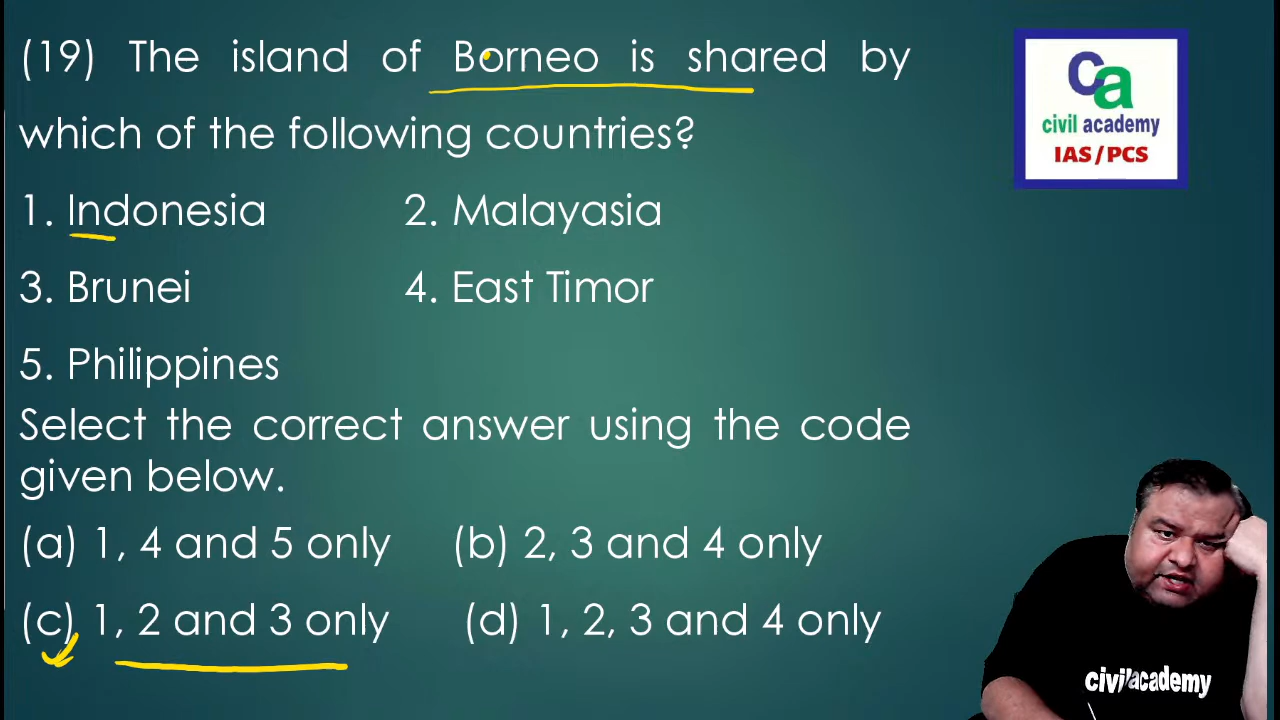 (19) The island of Borneo is shared by
which of the following countries?
1. Indonesia 2. Malayasia
3. Brunei 4. East Timor
5. Philippines
Select the correct answer using the code
given below.
(a) 1, 4 and 5 only (b) 2, 3 and 4 only
(c) 1, 2 and 3 only (d) 1, 2, 3 and 4 only
ca
civil academy
IAS/PCS
civil academy